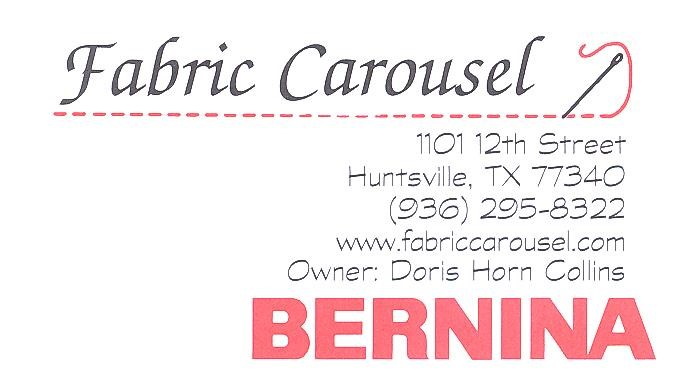 Fabric Carousel
1101 12th Street
Huntsville, TX 77340
(936) 295-8322
www.fabriccarousel.com
Owner: Doris Horn Collins
BERNINA